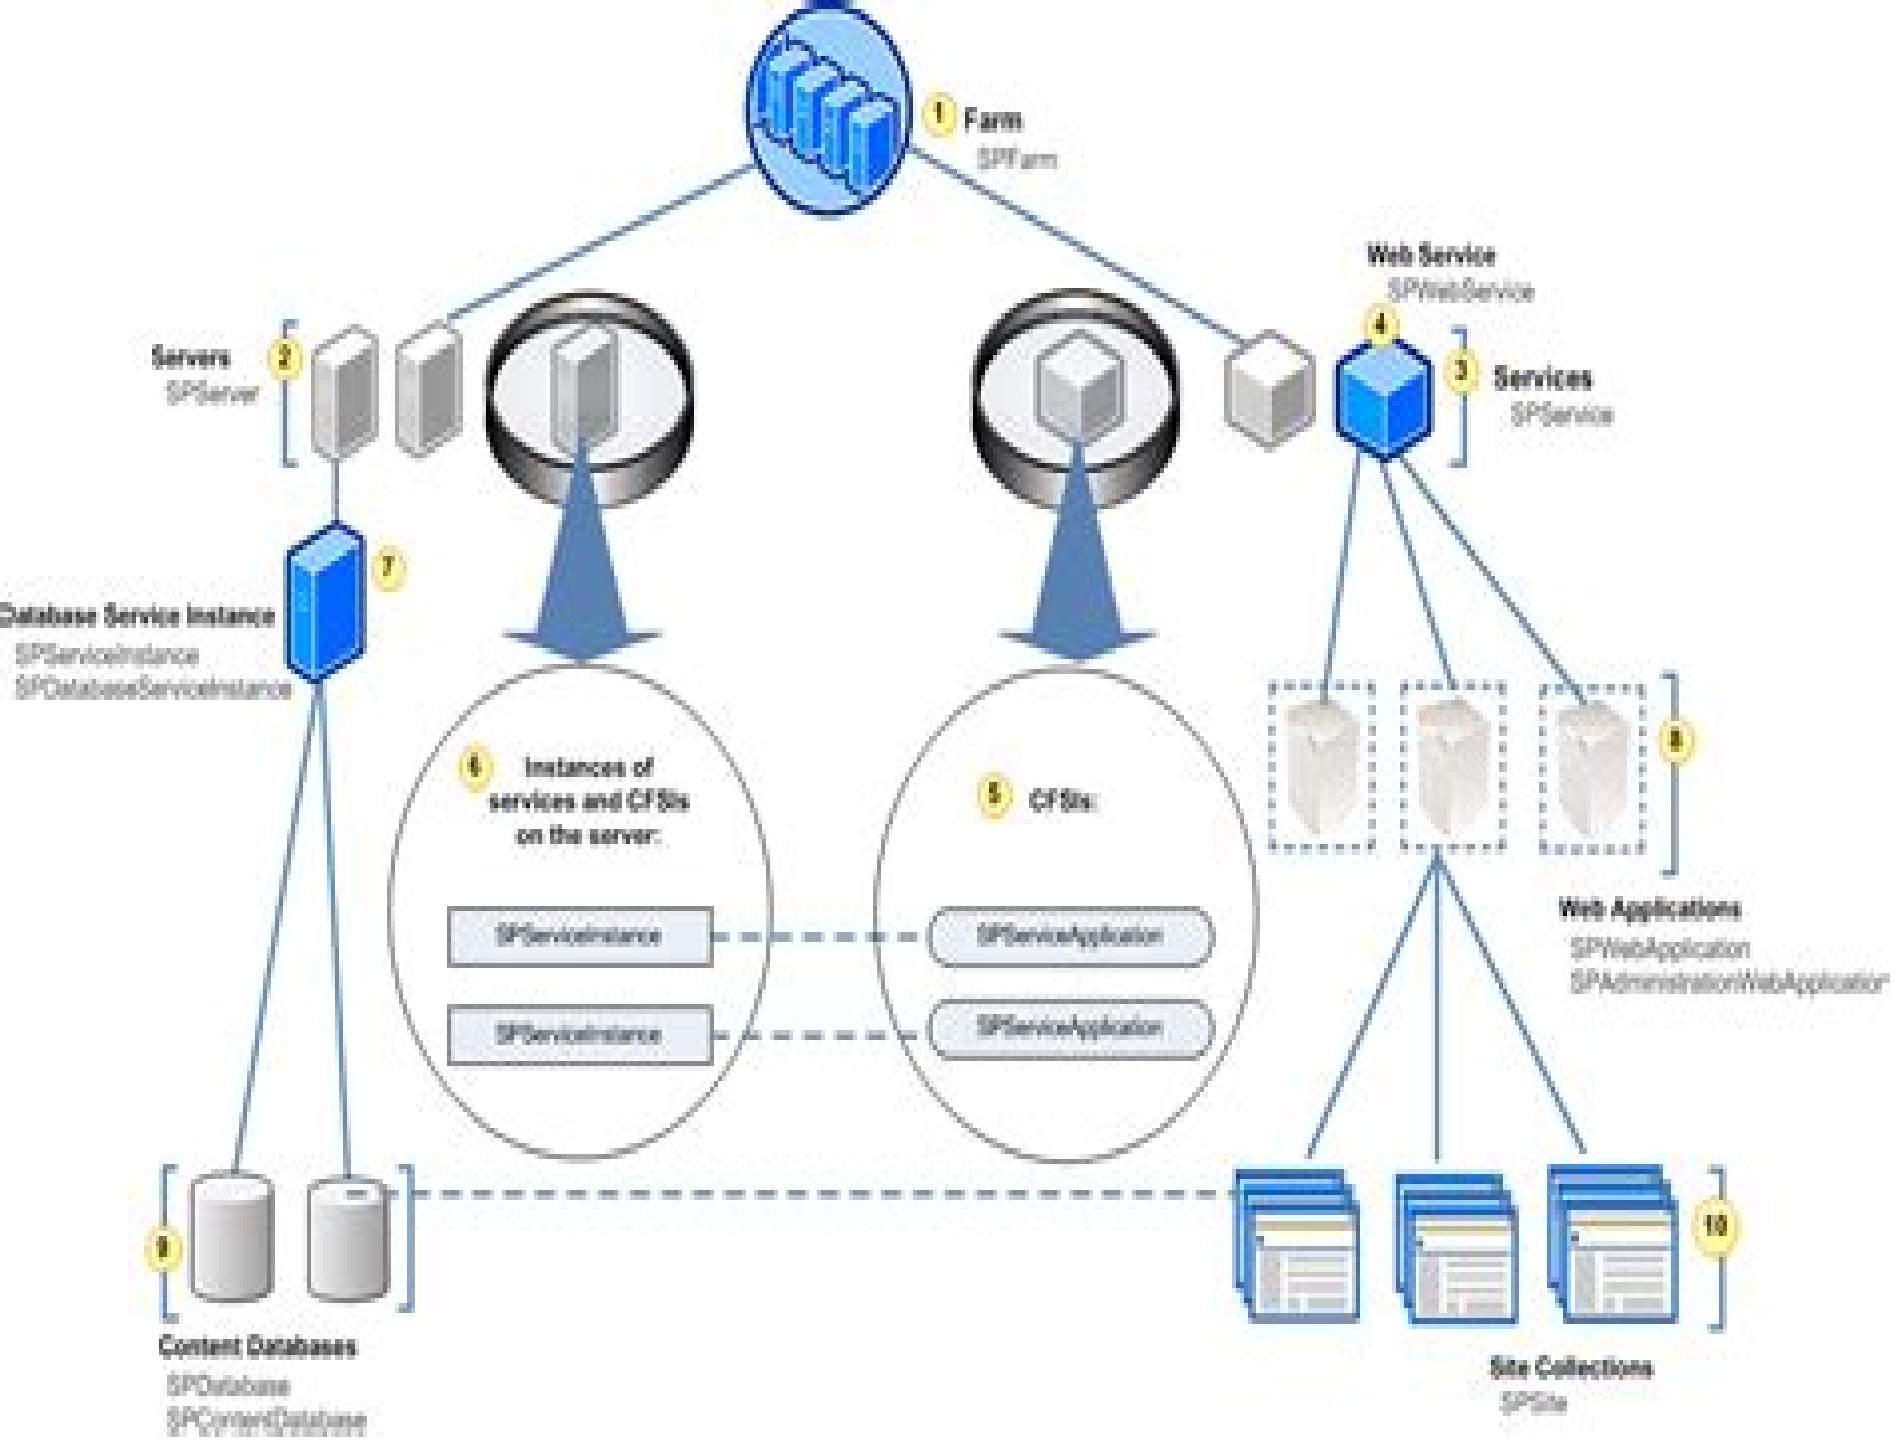 1 Farm
SPFarm
Web Service
SPWebService
4
Servers
SPServer
2
3
Services
SPService
7
Database Service Instance
SPServiceInstance
SPDatabaseServiceInstance
6 Instances of
services and CFSIs
on the server:
5 CFSIs:
8
SPServiceInstance
SPServiceApplication
SPServiceInstance
SPServiceApplication
Web Applications
SPWebApplication
SPAdministrationWebApplication
9
10
Content Databases
SPDatabase
SPContentDatabase
Site Collections
SPSite